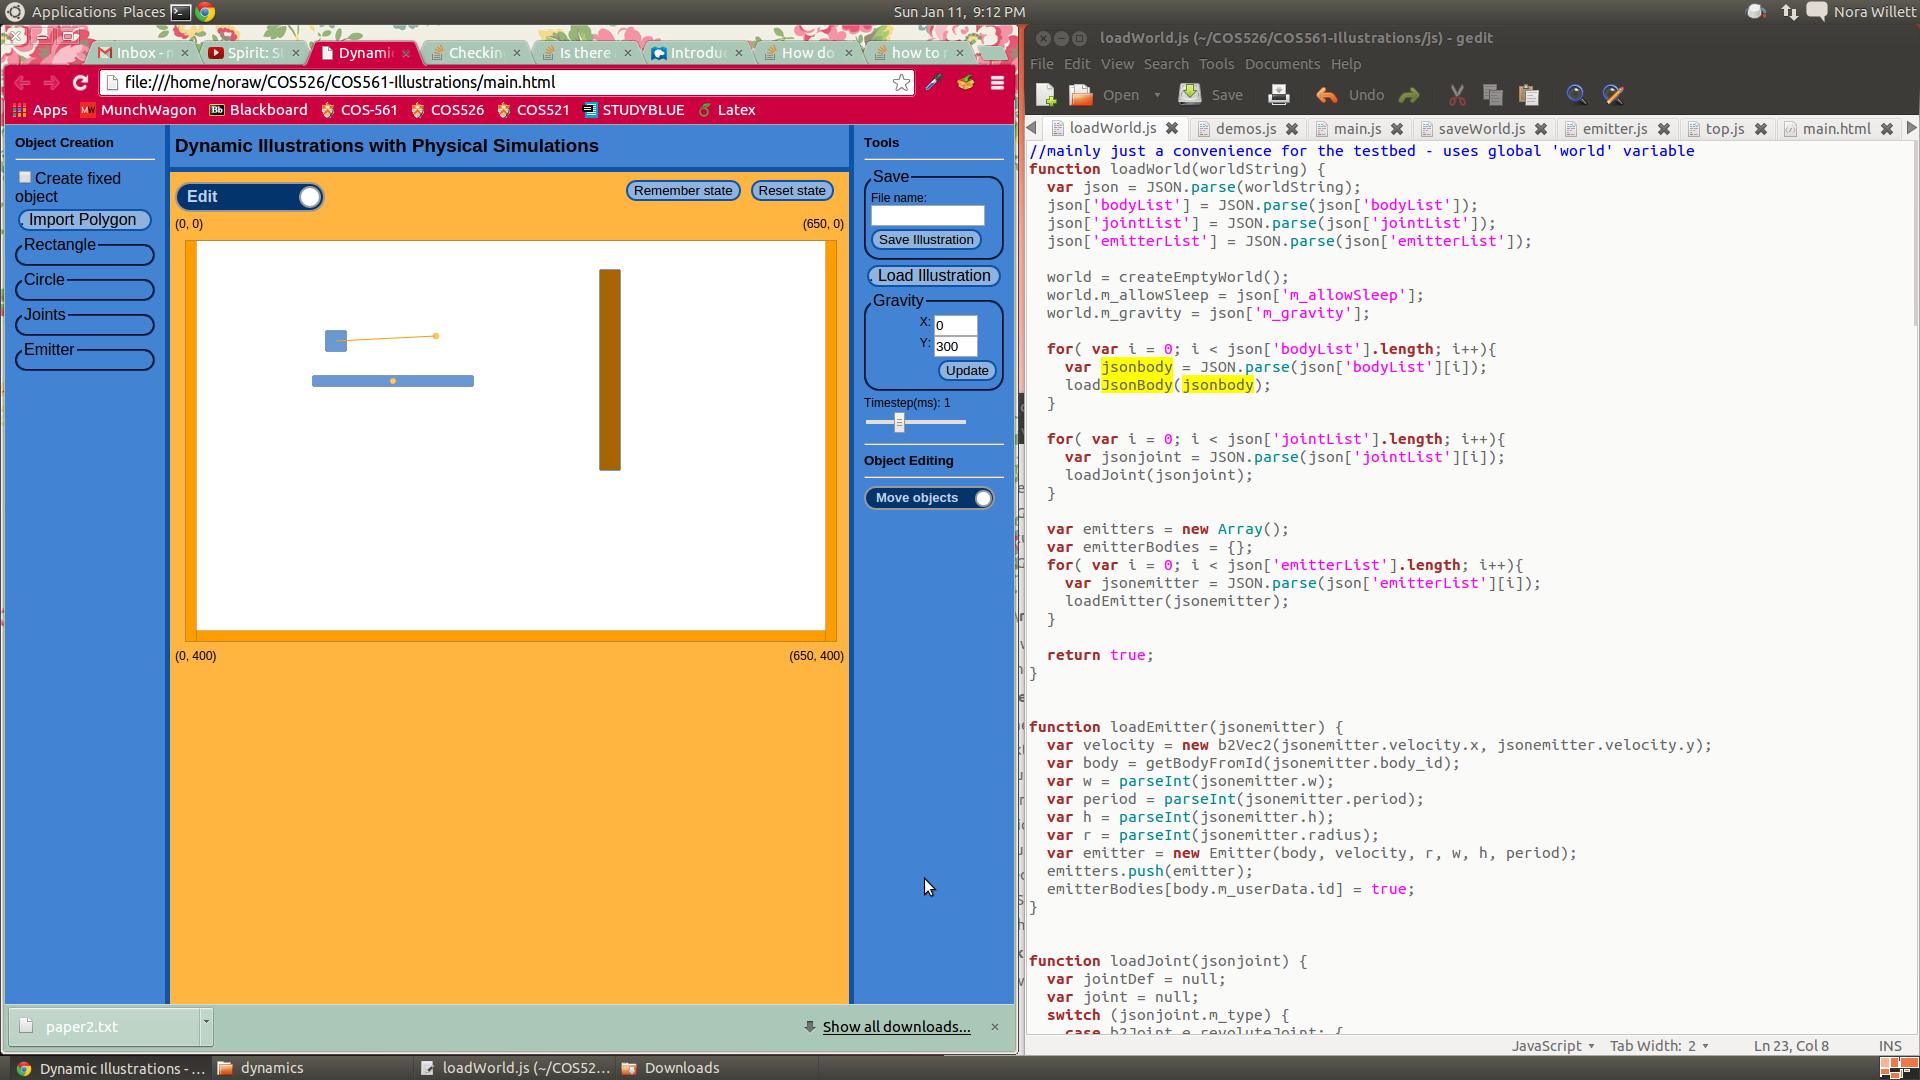 Applications Places
Sun Jan 11, 9:12 PM
Nora Willett
Inbox - n
Spirit: S
Dynami
Checkin
Is there
Introdu
How do
how to r
file:///home/noraw/COS526/COS561-Illustrations/main.html
Apps MunchWagon Blackboard COS-561 COS526 COS521 STUDYBLUE Latex
Object Creation
Create fixed
object
Import Polygon
Rectangle
Circle
Joints
Emitter
Dynamic Illustrations with Physical Simulations
Edit
Remember state
Reset state
(0, 0)
(650, 0)
(0, 400)
(650, 400)
Tools
Save
File name:
Save Illustration
Load Illustration
Gravity
X: 0
Y: 300
Update
Timestep(ms): 1
Object Editing
Move objects
paper2.txt
Show all downloads...
loadWorld.js (~/COS526/COS561-Illustrations/js) - gedit
File Edit View Search Tools Documents Help
Open Save Undo
loadWorld.js demos.js main.js saveWorld.js emitter.js top.js main.html
//mainly just a convenience for the testbed - uses global 'world' variable
function loadWorld(worldString) {
var json = JSON.parse(worldString);
json['bodyList'] = JSON.parse(json['bodyList']);
json['jointList'] = JSON.parse(json['jointList']);
json['emitterList'] = JSON.parse(json['emitterList']);
world = createEmptyWorld();
world.m_allowSleep = json['m_allowSleep'];
world.m_gravity = json['m_gravity'];
for( var i = 0; i < json['bodyList'].length; i++){
var jsonbody = JSON.parse(json['bodyList'][i]);
loadJsonBody(jsonbody);
}
for( var i = 0; i < json['jointList'].length; i++){
var jsonjoint = JSON.parse(json['jointList'][i]);
loadJoint(jsonjoint);
}
var emitters = new Array();
var emitterBodies = {};
for( var i = 0; i < json['emitterList'].length; i++){
var jsonemitter = JSON.parse(json['emitterList'][i]);
loadEmitter(jsonemitter);
}
return true;
}
function loadEmitter(jsonemitter) {
var velocity = new b2Vec2(jsonemitter.velocity.x, jsonemitter.velocity.y);
var body = getBodyFromId(jsonemitter.body_id);
var w = parseInt(jsonemitter.w);
var period = parseInt(jsonemitter.period);
var h = parseInt(jsonemitter.h);
var r = parseInt(jsonemitter.radius);
var emitter = new Emitter(body, velocity, r, w, h, period);
emitters.push(emitter);
emitterBodies[body.m_userData.id] = true;
}
function loadJoint(jsonjoint) {
var jointDef = null;
var joint = null;
switch (jsonjoint.m_type) {
case b2Joint.e_revoluteJoint: {
JavaScript Tab Width: 2 Ln 23, Col 8 INS
Dynamic Illustrations - ...
dynamics
loadWorld.js (~/COS52...
Downloads